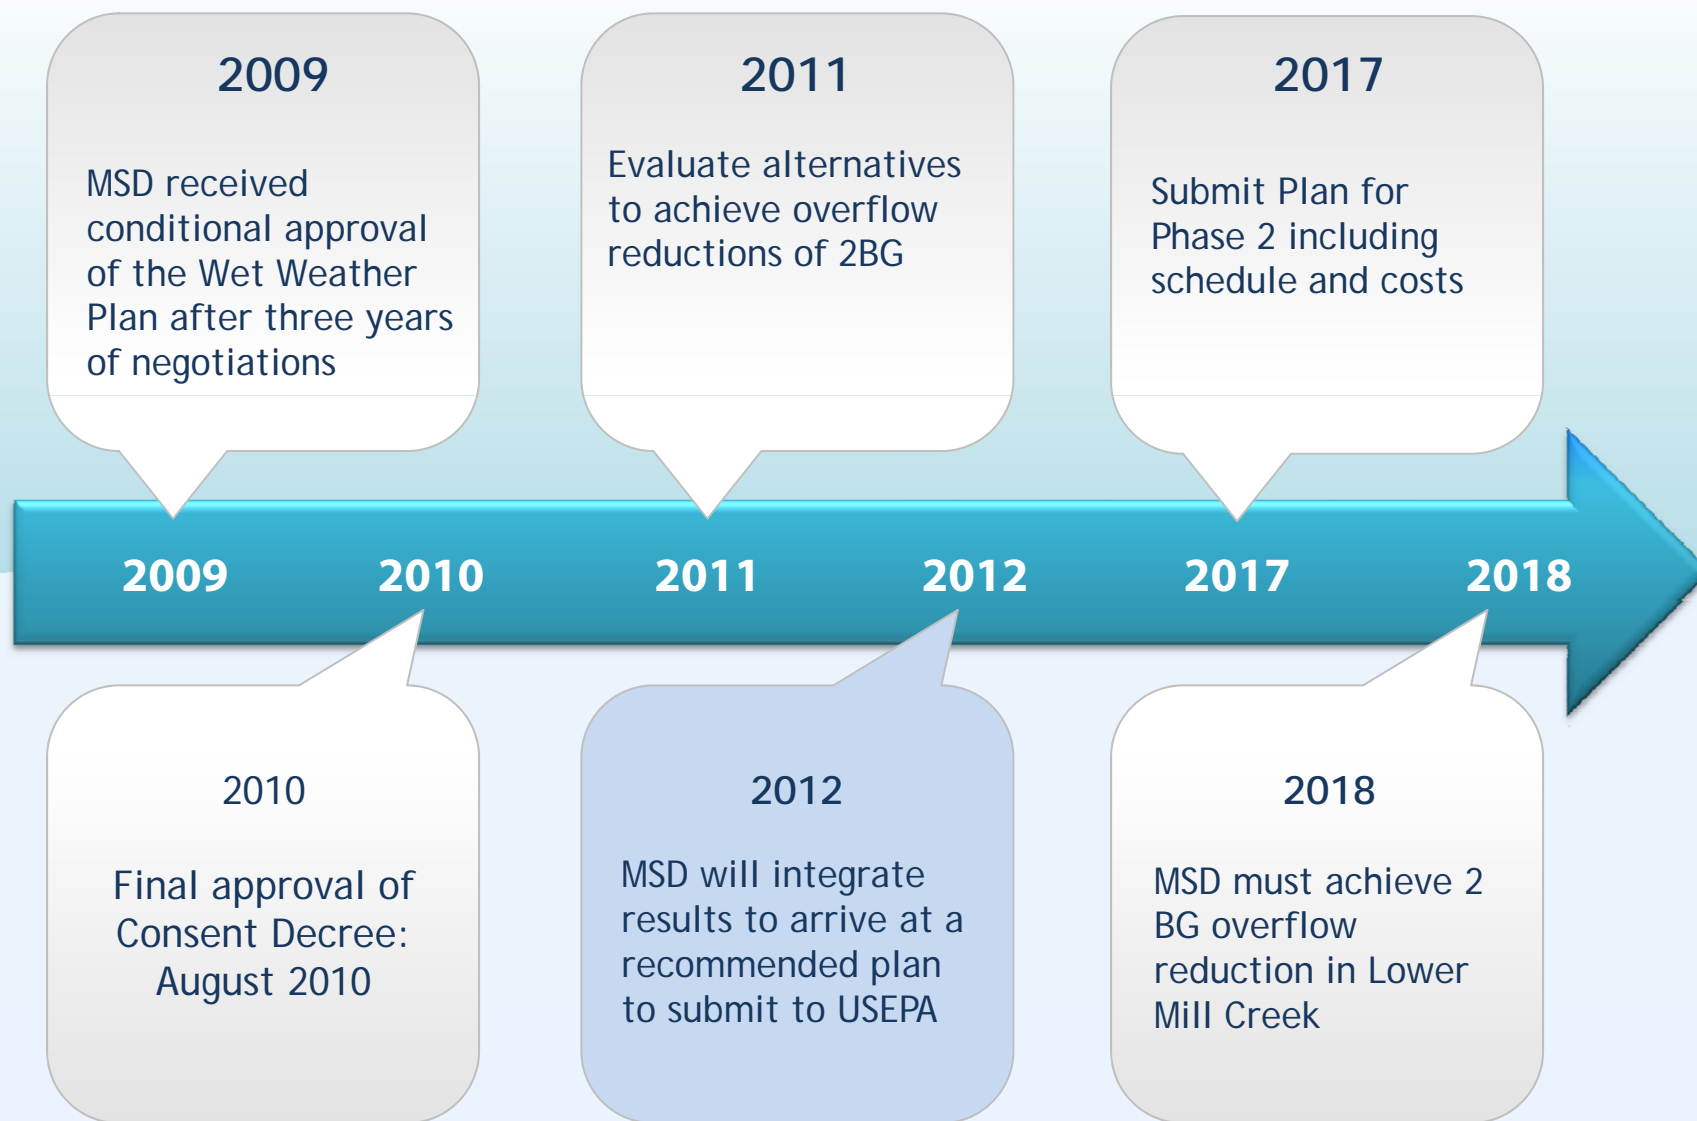 2009
MSD received
conditional approval
of the Wet Weather
Plan after three years
of negotiations
2011
Evaluate alternatives
to achieve overflow
reductions of 2BG
2017
Submit Plan for
Phase 2 including
schedule and costs
2009 2010 2011 2012 2017 2018
2010
Final approval of
Consent Decree:
August 2010
2012
MSD will integrate
results to arrive at a
recommended plan
to submit to USEPA
2018
MSD must achieve 2
BG overflow
reduction in Lower
Mill Creek